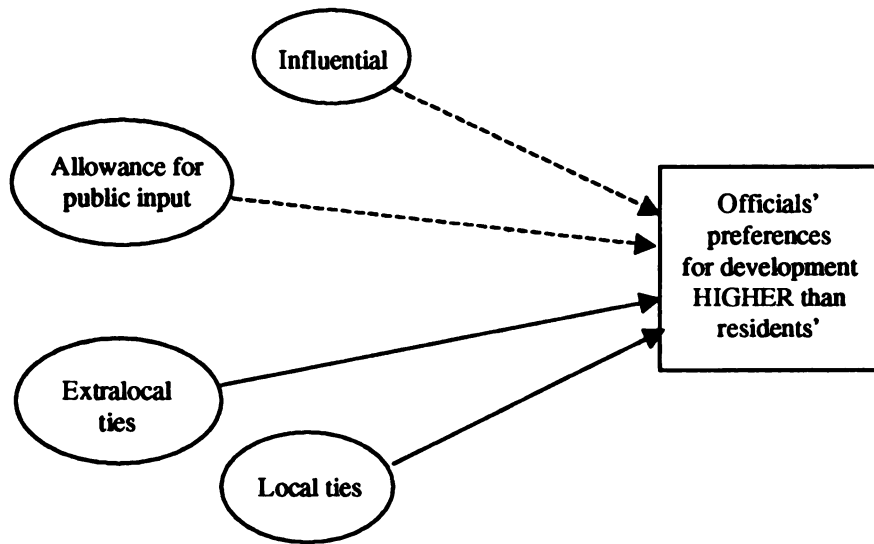 Influential
Allowance for
public input
Officials’
preferences
for development
HIGHER than
residents‘
Extralocal
ties
Local ties